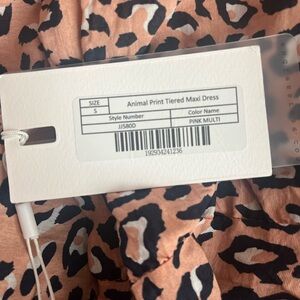 SIZE Animal Print Tiered Maxi Dress
S Style Number Color Name
JJ580D PINK MULTI
192934241236